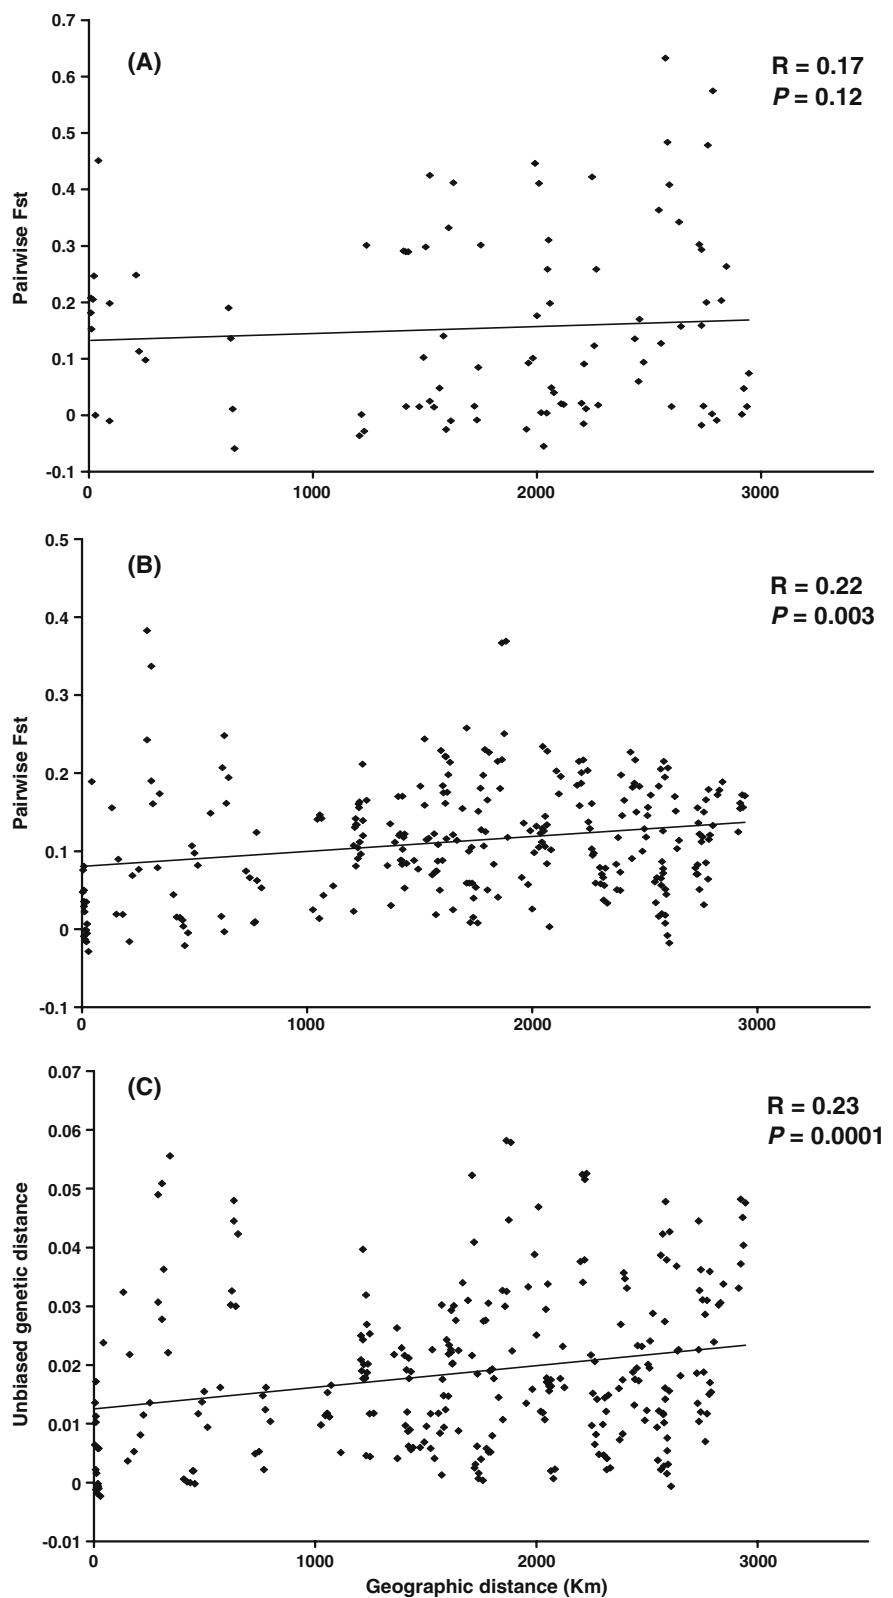 (A)
R = 0.17
P = 0.12
Pairwise Fst
0.7
0.6
0.5
0.4
0.3
0.2
0.1
0
-0.1
0
1000
2000
3000
(B)
R = 0.22
P = 0.003
Pairwise Fst
0.5
0.4
0.3
0.2
0.1
0
-0.1
0
1000
2000
3000
(C)
R = 0.23
P = 0.0001
Unbiased genetic distance
0.07
0.06
0.05
0.04
0.03
0.02
0.01
0
-0.01
0
1000
2000
3000
Geographic distance (Km)